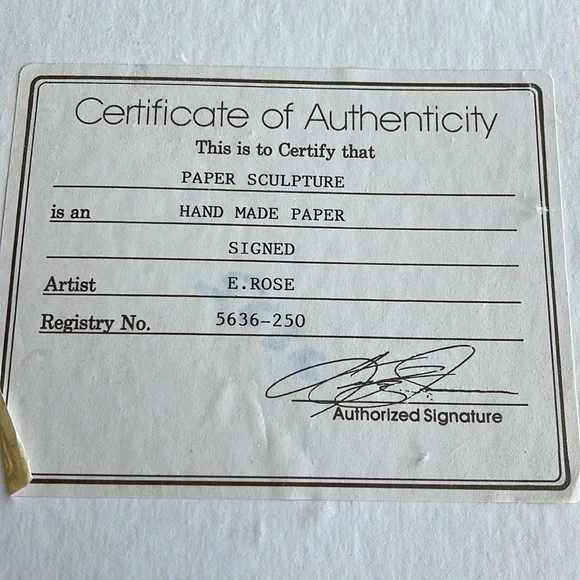 Certificate of Authenticity
This is to Certify that
PAPER SCULPTURE
is an HAND MADE PAPER
SIGNED
Artist E.ROSE
Registry No. 5636-250
Authorized Signature